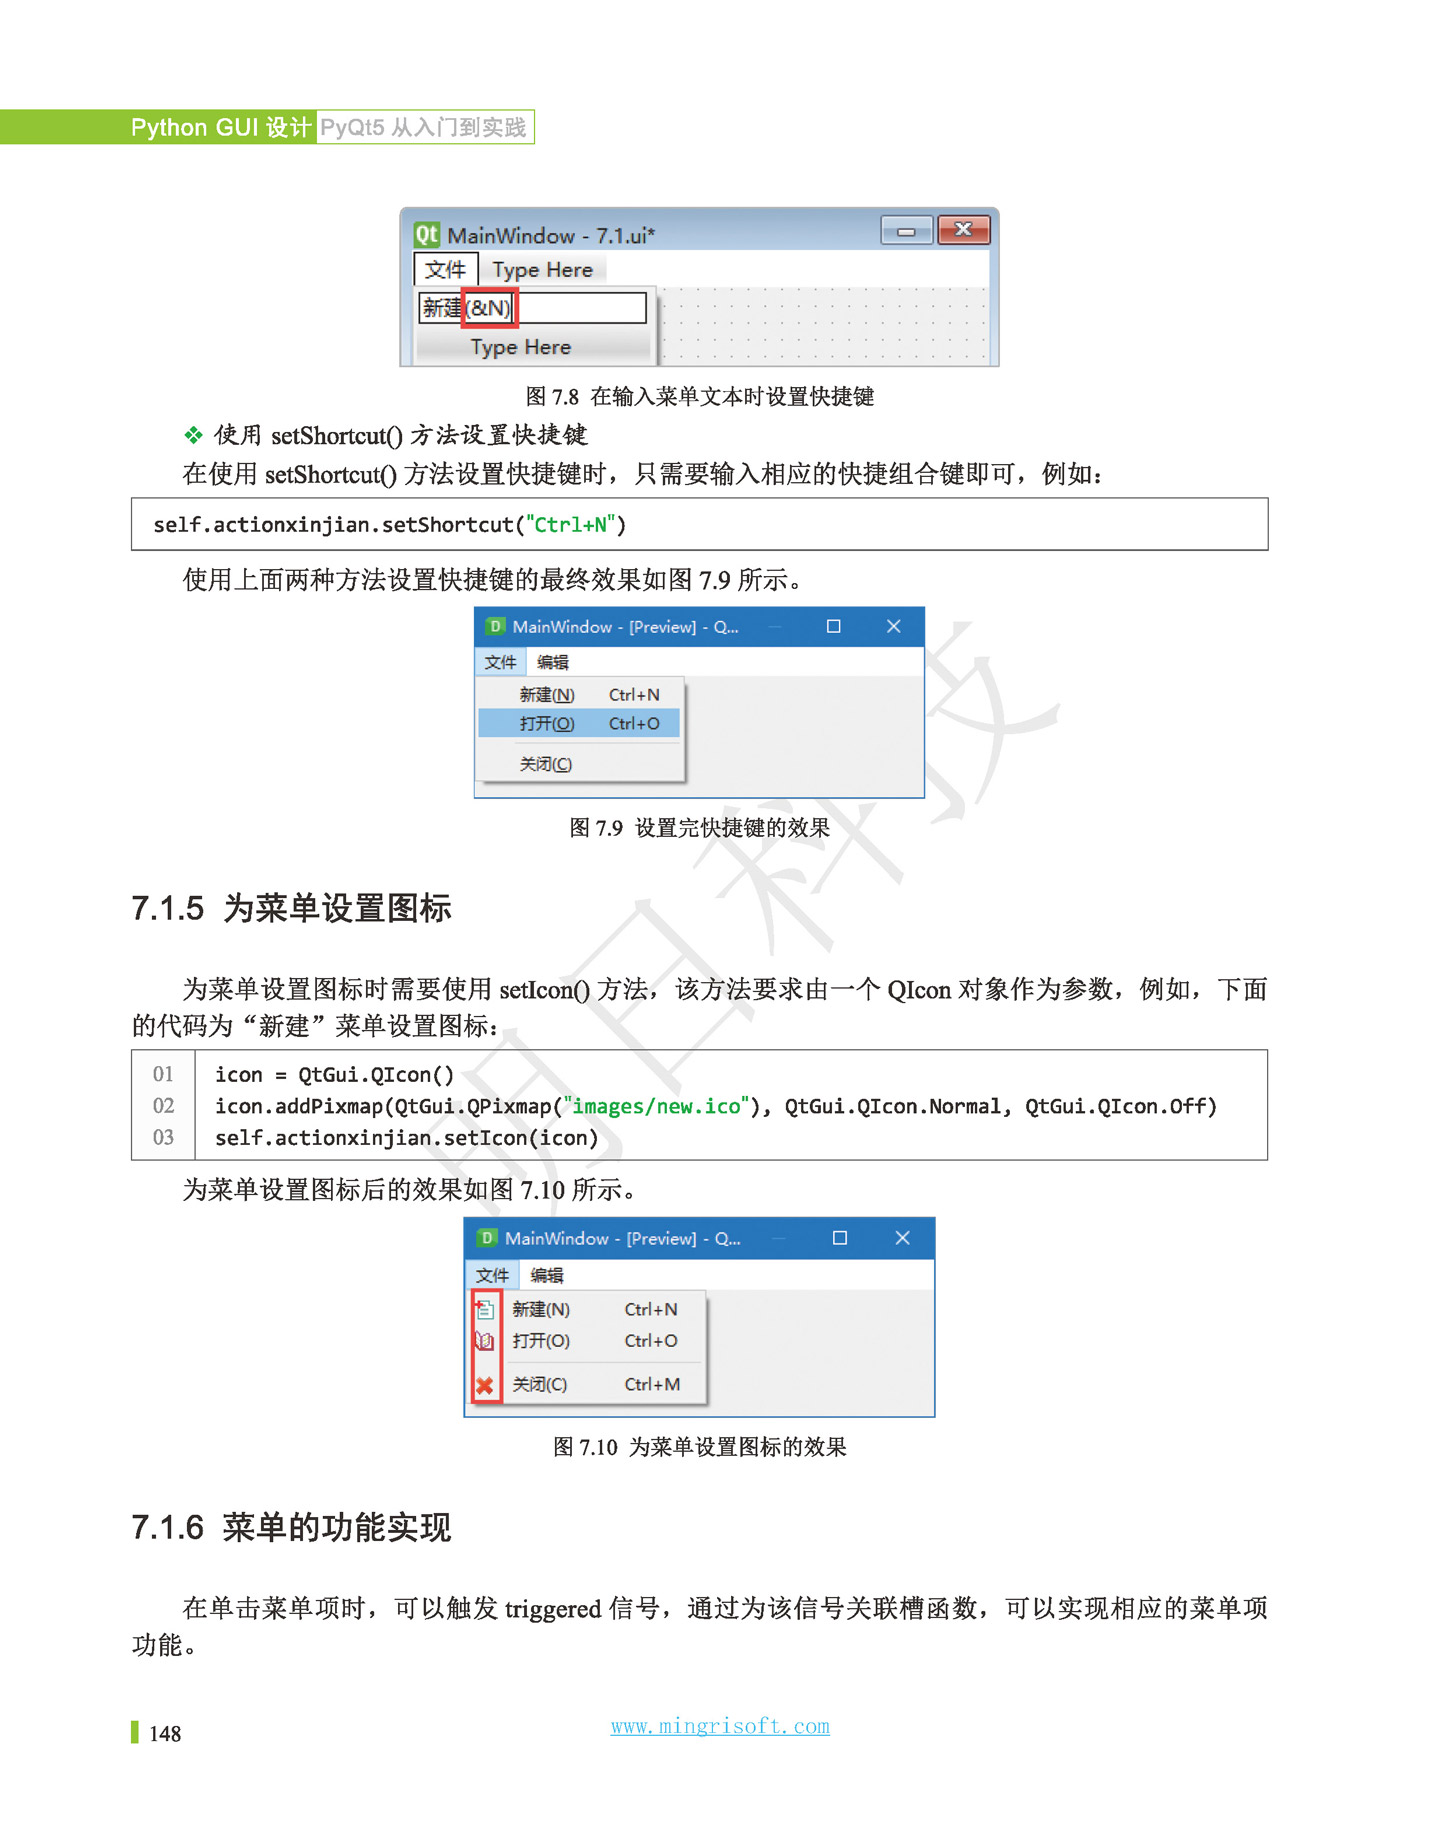 Python GUI 设计 PyQt5 从入门到实践
Qt MainWindow - 7.1.ui*
文件 Type Here
新建(&N)
Type Here
图 7.8 在输入菜单文本时设置快捷键
❖ 使用 setShortcut() 方法设置快捷键
在使用 setShortcut() 方法设置快捷键时，只需要输入相应的快捷组合键即可，例如：
self.actionxinjian.setShortcut("Ctrl+N")
使用上面两种方法设置快捷键的最终效果如图 7.9 所示。
D MainWindow - [Preview] - Q...
文件 编辑
新建(N) Ctrl+N
打开(O) Ctrl+O
关闭(C)
图 7.9 设置完快捷键的效果
7.1.5 为菜单设置图标
为菜单设置图标时需要使用 setIcon() 方法，该方法要求由一个 QIcon 对象作为参数，例如，下面
的代码为“新建”菜单设置图标：
01 icon = QtGui.QIcon()
02 icon.addPixmap(QtGui.QPixmap("images/new.ico"), QtGui.QIcon.Normal, QtGui.QIcon.Off)
03 self.actionxinjian.setIcon(icon)
为菜单设置图标后的效果如图 7.10 所示。
D MainWindow - [Preview] - Q...
文件 编辑
新建(N) Ctrl+N
打开(O) Ctrl+O
关闭(C) Ctrl+M
图 7.10 为菜单设置图标的效果
7.1.6 菜单的功能实现
在单击菜单项时，可以触发 triggered 信号，通过为该信号关联槽函数，可以实现相应的菜单项
功能。
148
www.mingrisoft.com
明日科技